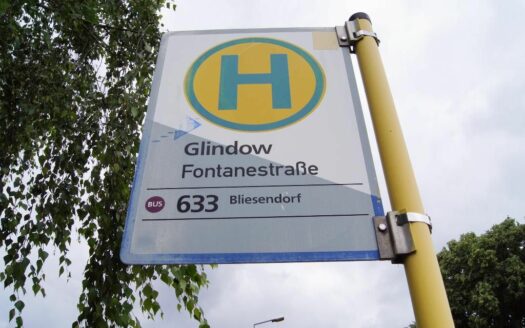 H
Glindow
Fontanestraße
BUS 633 Bliesendorf